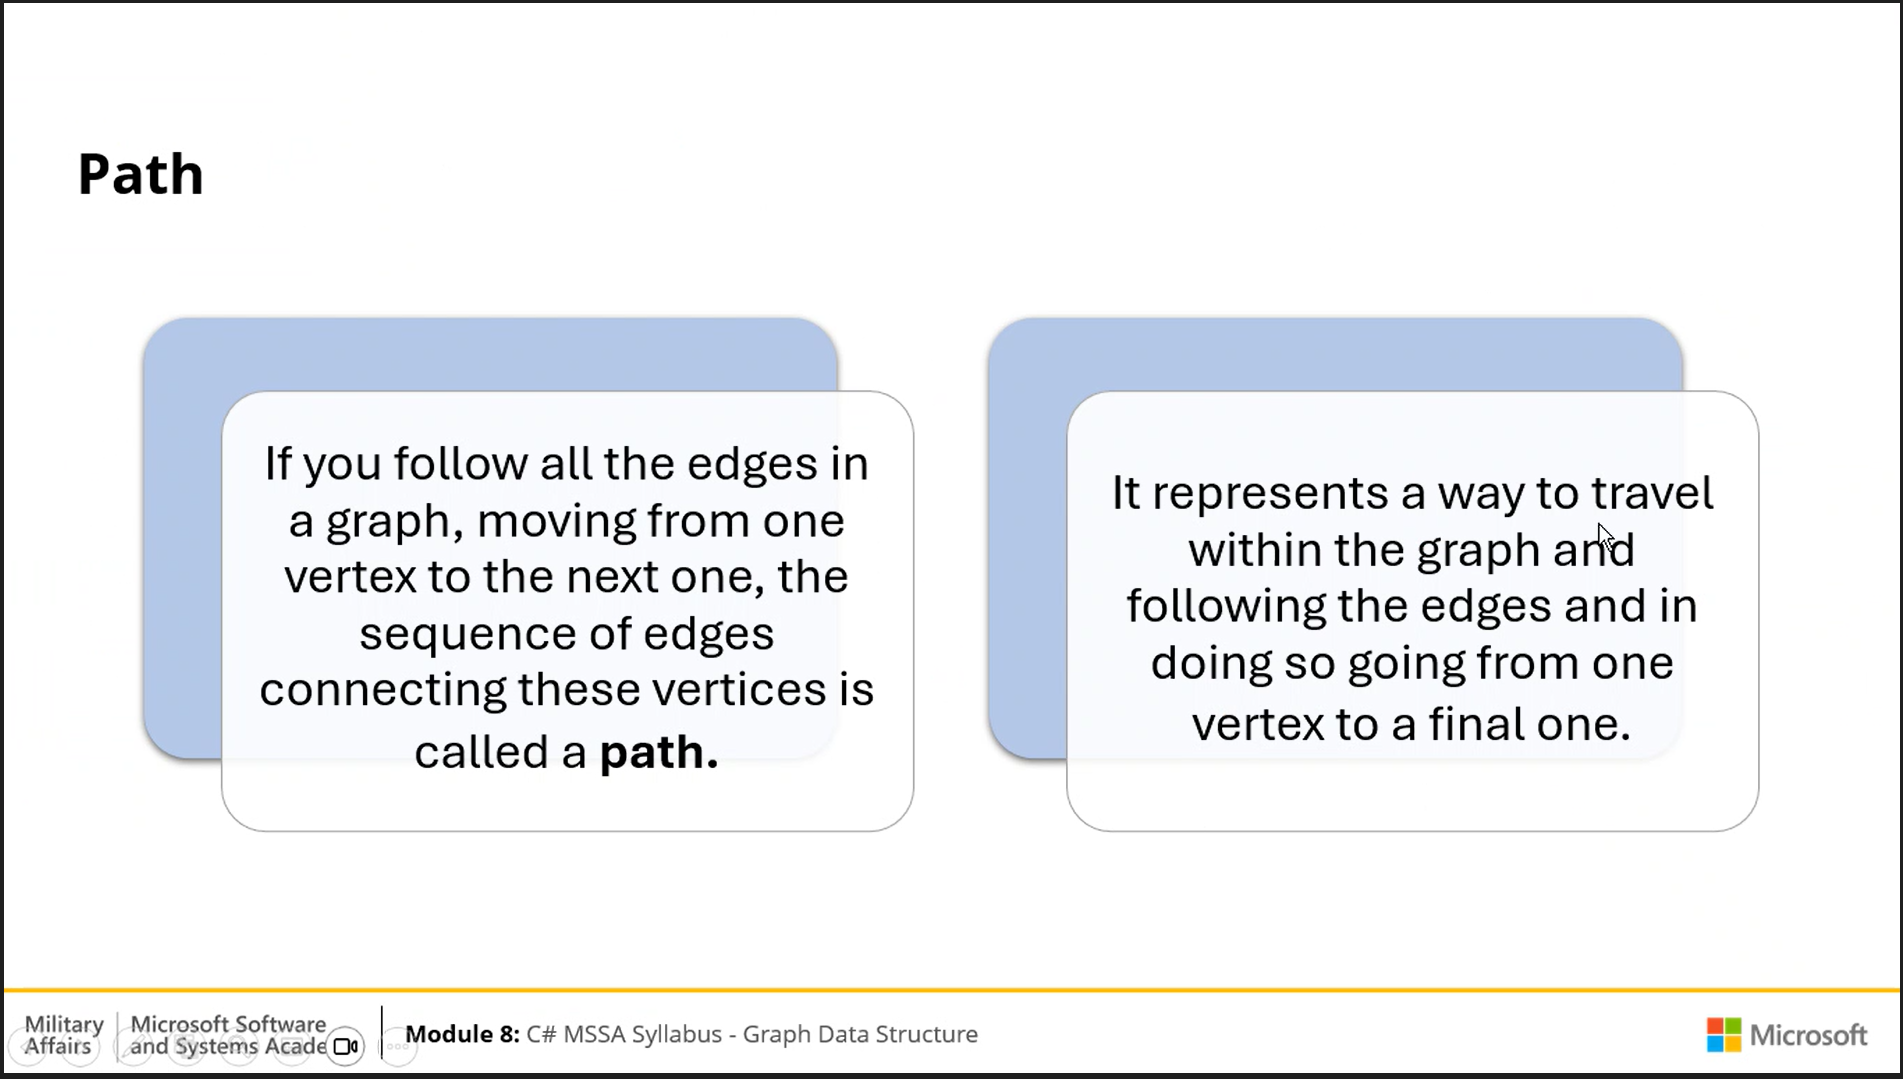 Path
If you follow all the edges in
a graph, moving from one
vertex to the next one, the
sequence of edges
connecting these vertices is
called a path.
It represents a way to travel
within the graph and
following the edges and in
doing so going from one
vertex to a final one.
Military
Affairs
Microsoft Software
and Systems Acade
Module 8: C# MSSA Syllabus - Graph Data Structure
Microsoft